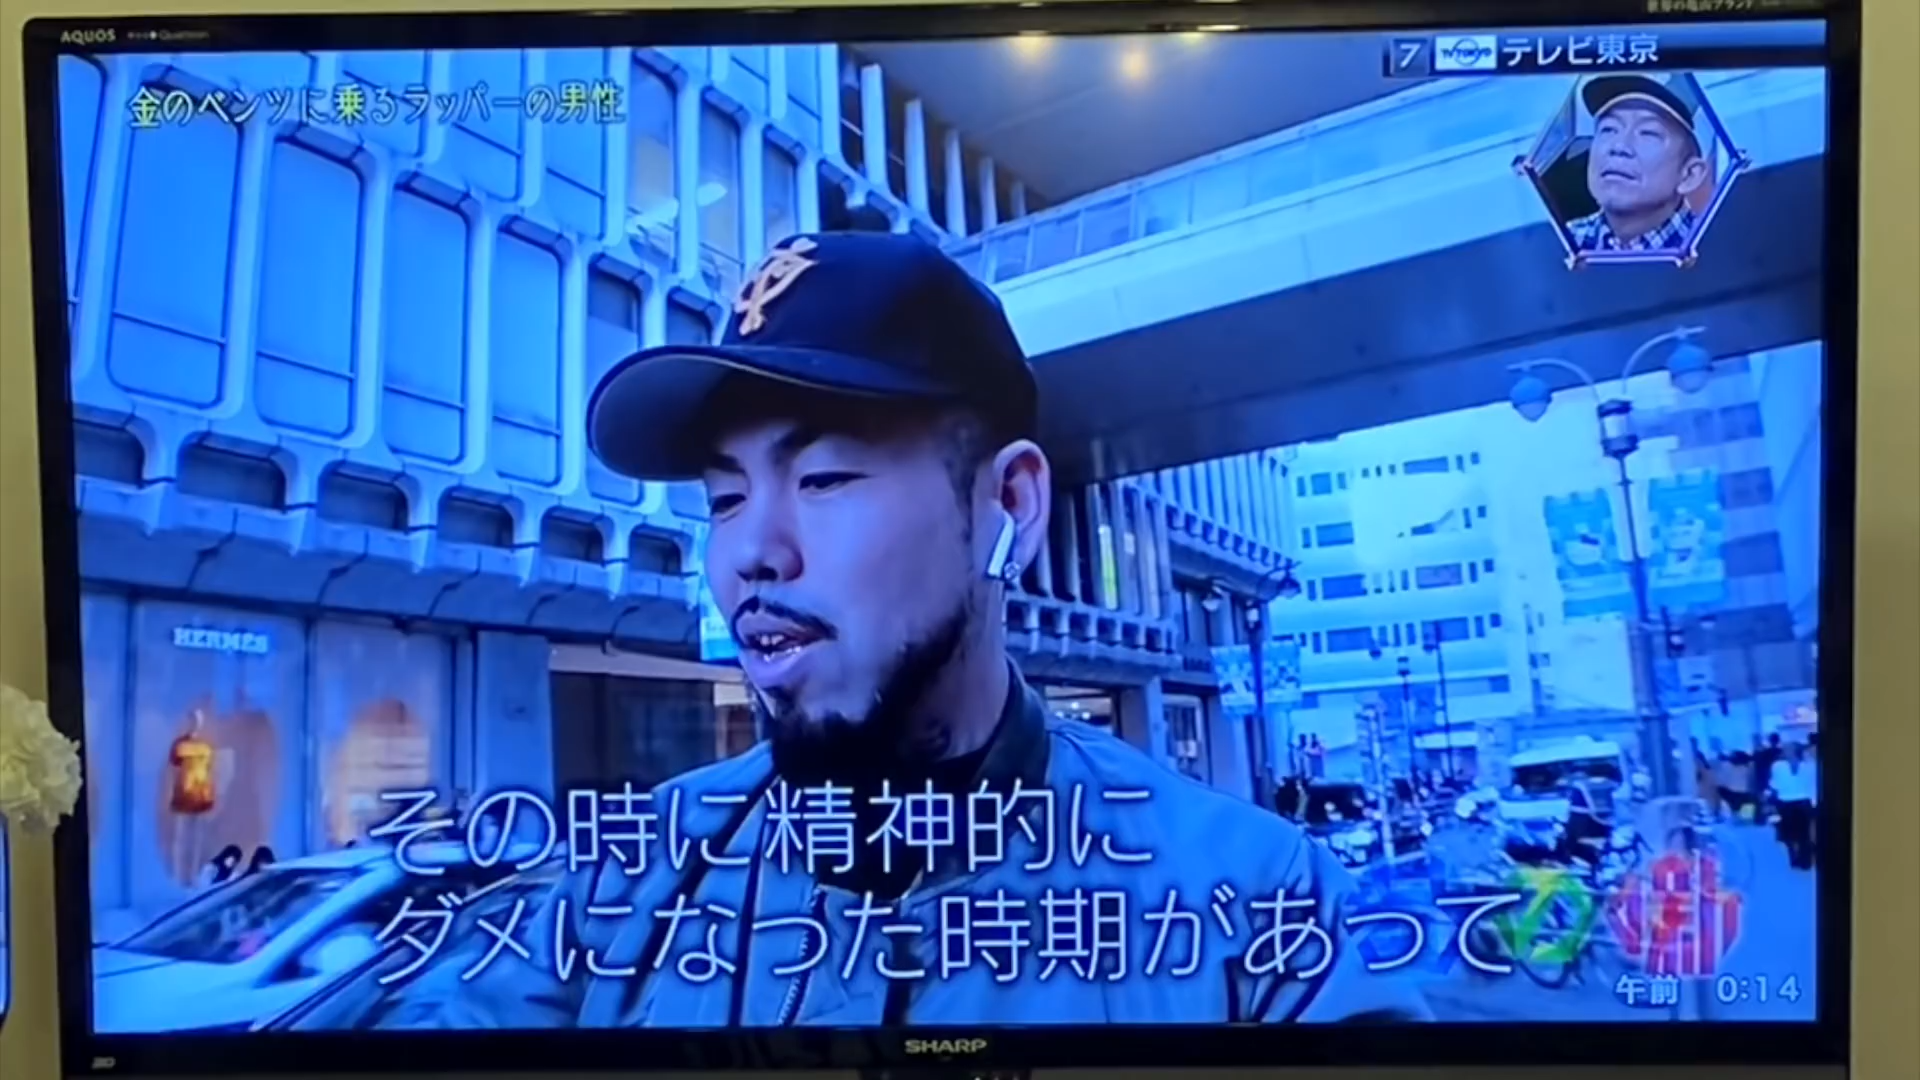 AQUOS
7 テレビ東京
金のベンツに乗るラッパーの男性
HERMES
その時に精神的に
ダメになった時期があって
午前 0:14
SHARP